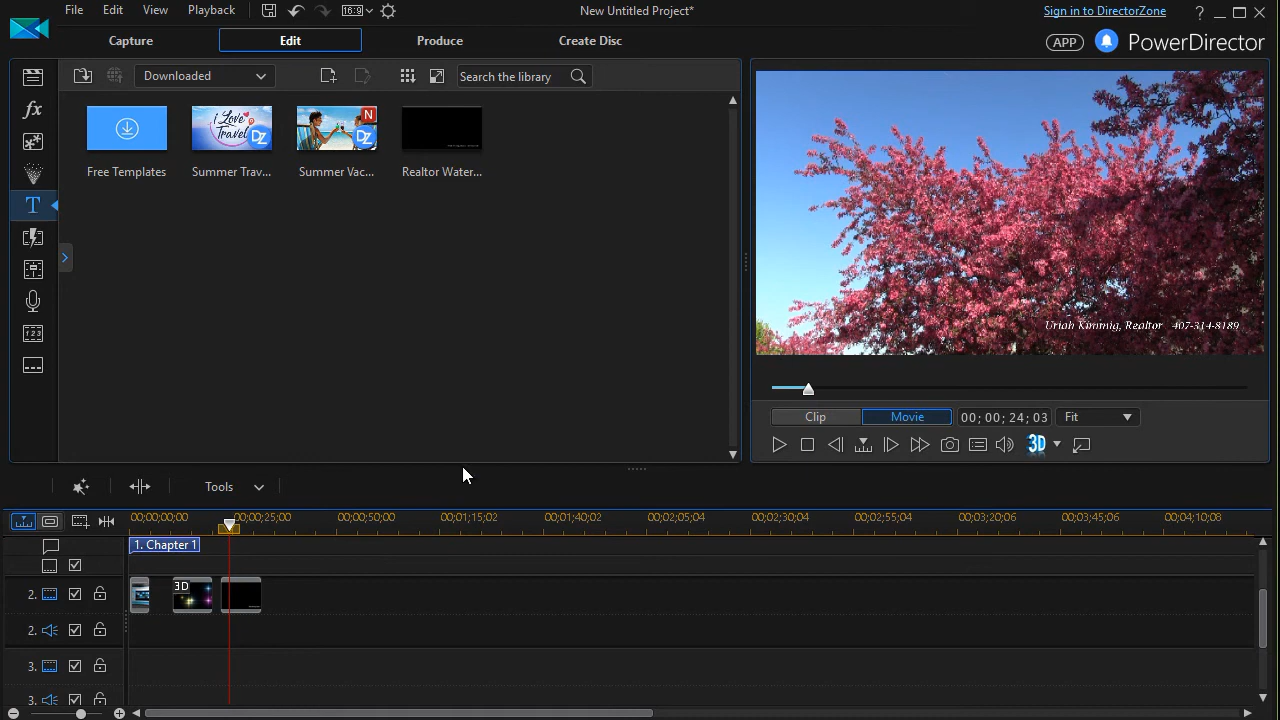 File Edit View Playback 16:9 New Untitled Project* Sign in to DirectorZone ?
Capture Edit Produce Create Disc APP PowerDirector
Downloaded Search the library
fx
I Love Travel DZ N DZ
Free Templates Summer Trav... Summer Vac... Realtor Water...
T
Uriah Kimmig, Realtor 407-314-8189
Clip Movie 00; 00; 24; 03 Fit
3D
Tools
00;00;00;00 00;00;25;00 00;00;50;00 00;01;15;02 00;01;40;02 00;02;05;04 00;02;30;04 00;02;55;04 00;03;20;06 00;03;45;06 00;04;10;08
1. Chapter 1
2. 3D
2.
3.
3.